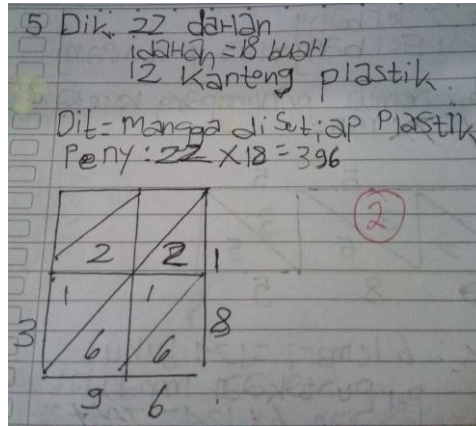 5 Dik. 22 daHan
1daHan = 18 buaH
12 Kantong plastik.
Dit = Mangga di Setiap Plastik
Peny : 22 X 18 = 396
2
2 2 1
1 1
3 6 6 8
9 6